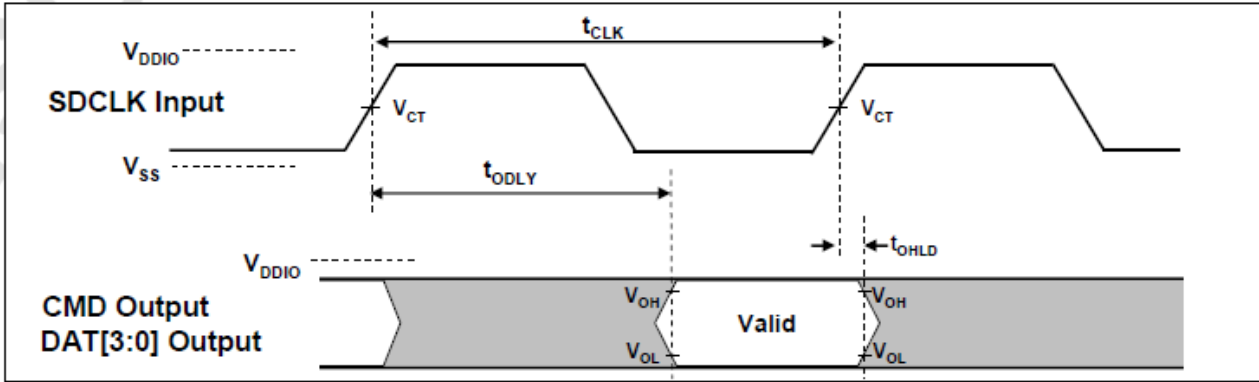 tCLK
VDDIO
SDCLK Input
VCT
VCT
VSS
tODLY
tOHLD
VDDIO
CMD Output
DAT[3:0] Output
VOH
Valid
VOH
VOL
VOL